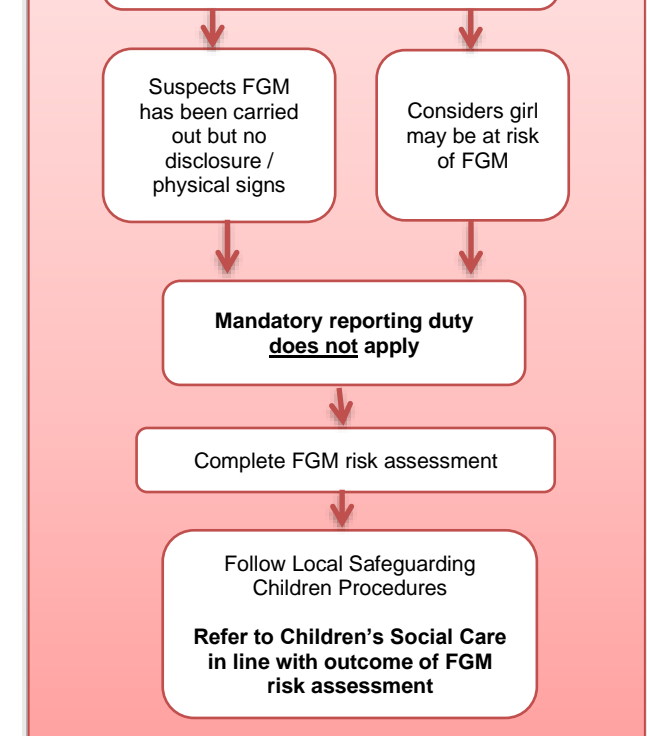 Suspects FGM
has been carried
out but no
disclosure /
physical signs
Considers girl
may be at risk
of FGM
Mandatory reporting duty
does not apply
Complete FGM risk assessment
Follow Local Safeguarding
Children Procedures
Refer to Children’s Social Care
in line with outcome of FGM
risk assessment